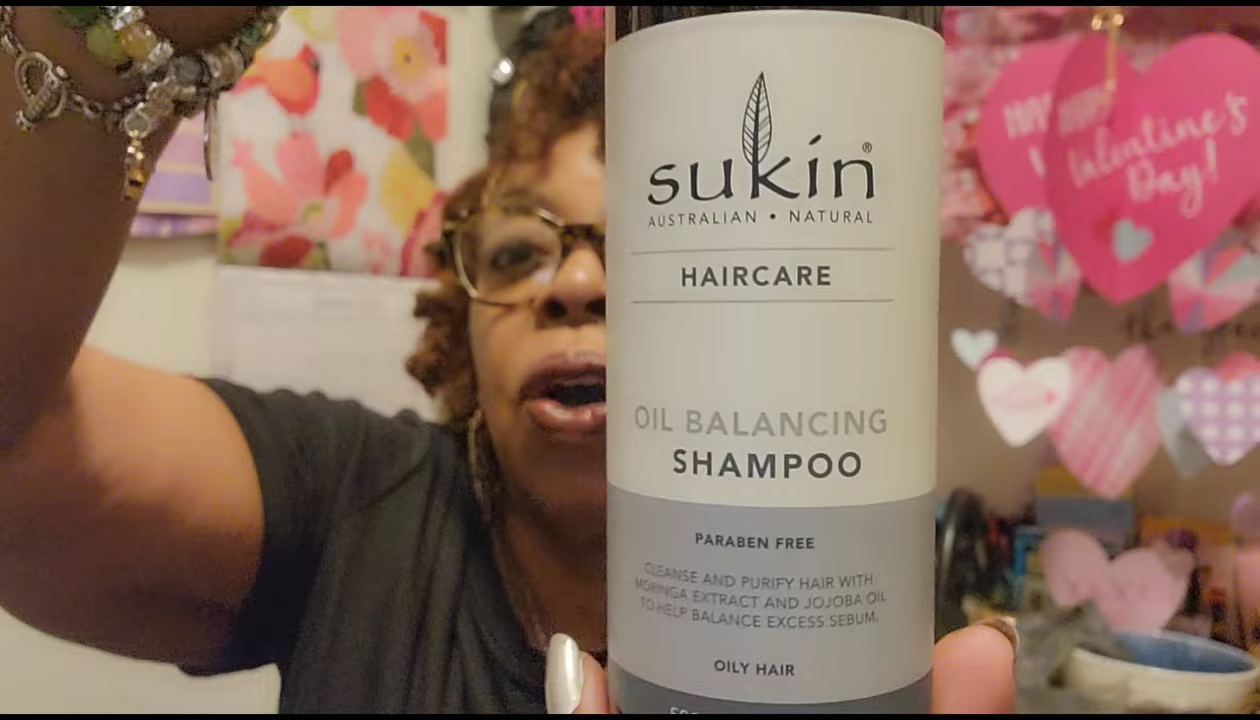 sukin®
AUSTRALIAN • NATURAL
HAIRCARE
OIL BALANCING
SHAMPOO
PARABEN FREE
CLEANSE AND PURIFY HAIR WITH
MORINGA EXTRACT AND JOJOBA OIL
TO HELP BALANCE EXCESS SEBUM.
OILY HAIR
Valentine's
Day!